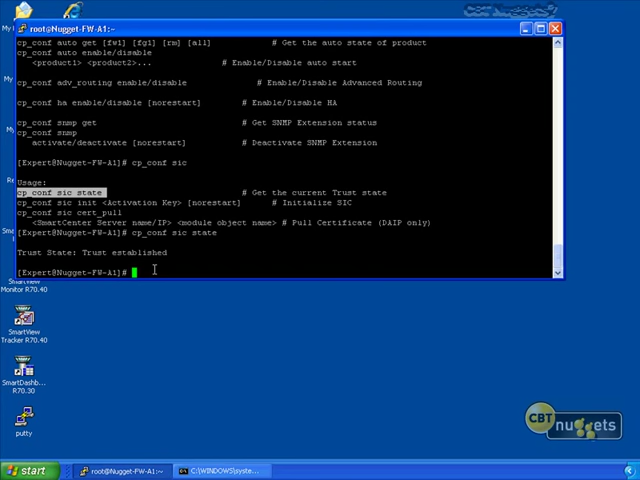 CBT nuggets
root@Nugget-FW-A1:~
cp_conf auto get [fw1] [fg1] [rm] [all] # Get the auto state of product
cp_conf auto enable/disable
<product1> <product2>... # Enable/Disable auto start
cp_conf adv_routing enable/disable # Enable/Disable Advanced Routing
cp_conf ha enable/disable [norestart] # Enable/Disable HA
cp_conf snmp get # Get SNMP Extension status
cp_conf snmp
activate/deactivate [norestart] # Deactivate SNMP Extension
[Expert@Nugget-FW-A1]# cp_conf sic
Usage:
cp_conf sic state # Get the current Trust state
cp_conf sic init <Activation Key> [norestart] # Initialize SIC
cp_conf sic cert_pull
<SmartCenter Server name/IP> <module object name> # Pull Certificate (DAIP only)
[Expert@Nugget-FW-A1]# cp_conf sic state
Trust State: Trust established
[Expert@Nugget-FW-A1]#
SmartView
Monitor R70.40
SmartView
Tracker R70.40
SmartDashb...
R70.30
putty
CBT nuggets
start
root@Nugget-FW-A1:~
C:\WINDOWS\syste...